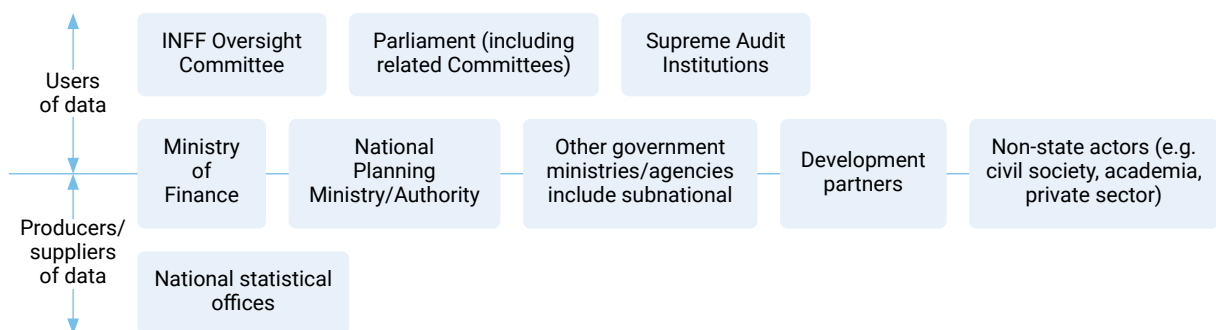 INFF Oversight
Committee
Parliament (including
related Committees)
Supreme Audit
Institutions
Users
of data
Ministry
of
Finance
National
Planning
Ministry/Authority
Other government
ministries/agencies
include subnational
Development
partners
Non-state actors (e.g.
civil society, academia,
private sector)
Producers/
suppliers
of data
National statistical
offices